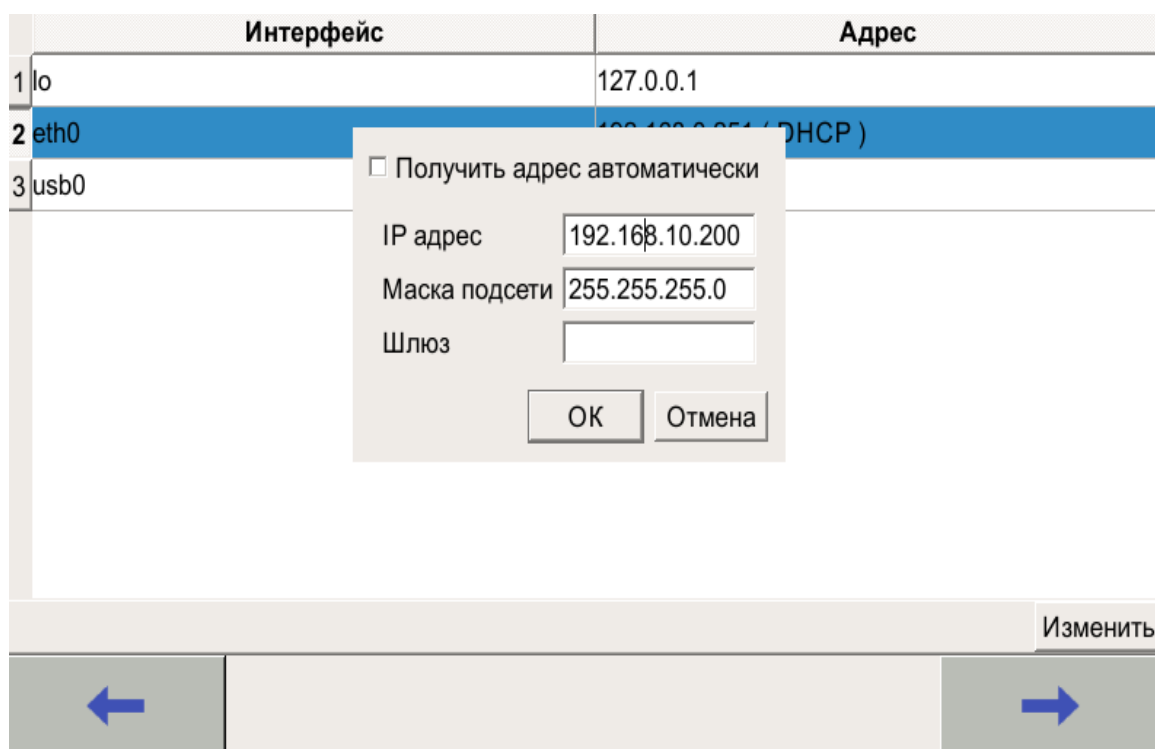 Интерфейс Адрес
1 lo 127.0.0.1
2 eth0 DHCP )
3 usb0
Получить адрес автоматически
IP адрес 192.168.10.200
Маска подсети 255.255.255.0
Шлюз
ОК Отмена
Изменить